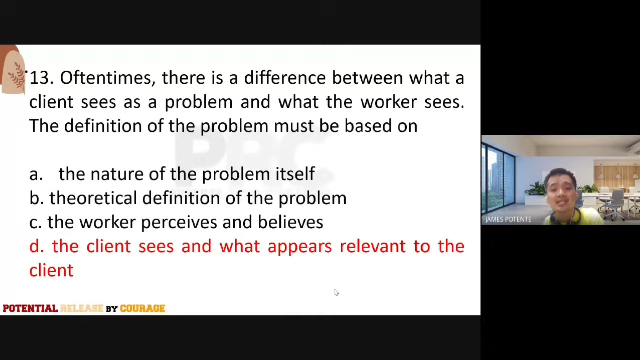 13. Oftentimes, there is a difference between what a
client sees as a problem and what the worker sees.
The definition of the problem must be based on
a. the nature of the problem itself
b. theoretical definition of the problem
c. the worker perceives and believes
d. the client sees and what appears relevant to the
client
POTENTIAL RELEASE BY COURAGE
JAMES POTENTE